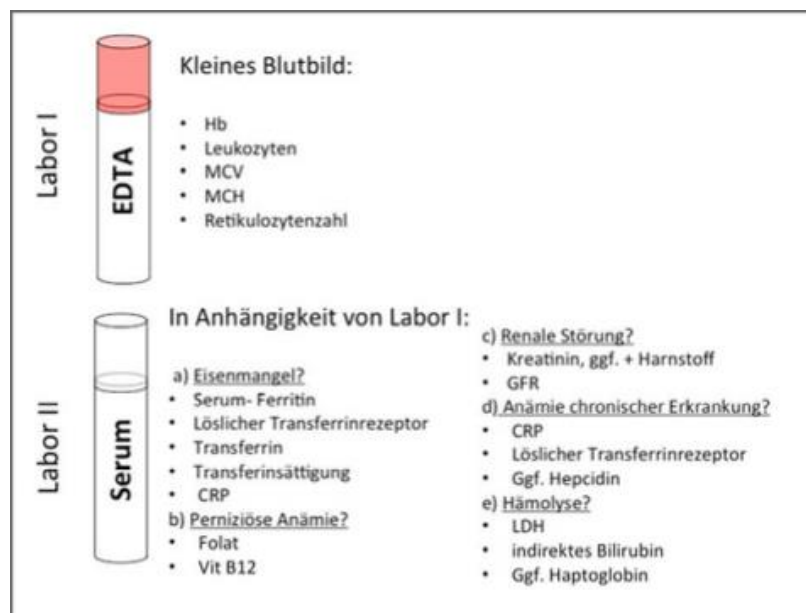 Labor I
EDTA
Kleines Blutbild:
• Hb
• Leukozyten
• MCV
• MCH
• Retikulozytenzahl
Labor II
Serum
In Anhängigkeit von Labor I:
a) Eisenmangel?
• Serum- Ferritin
• Löslicher Transferrinrezeptor
• Transferrin
• Transferinsättigung
• CRP
b) Perniziöse Anämie?
• Folat
• Vit B12
c) Renale Störung?
• Kreatinin, ggf. + Harnstoff
• GFR
d) Anämie chronischer Erkrankung?
• CRP
• Löslicher Transferrinrezeptor
• Ggf. Hepcidin
e) Hämolyse?
• LDH
• indirektes Bilirubin
• Ggf. Haptoglobin